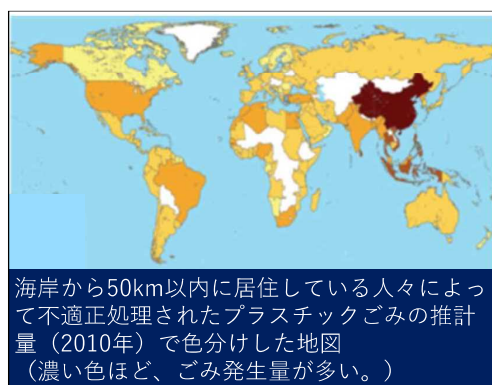 海岸から50km以内に居住している人々によっ
て不適正処理されたプラスチックごみの推計
量（2010年）で色分けした地図
（濃い色ほど、ごみ発生量が多い。）